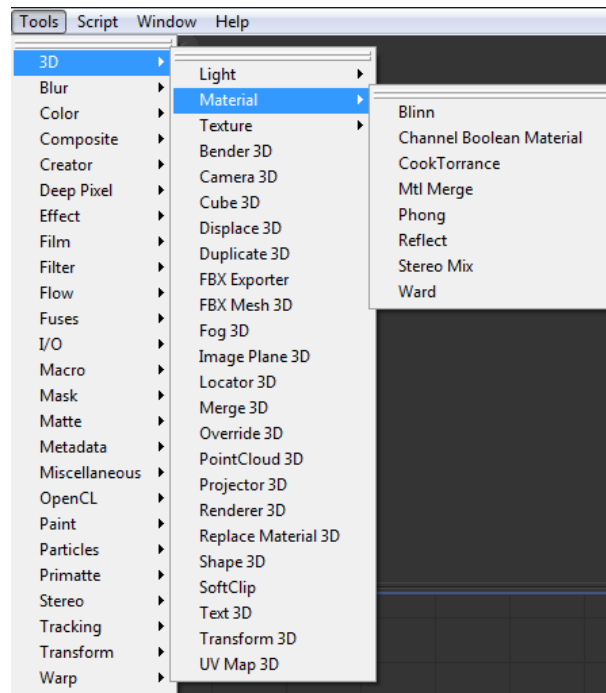 Tools Script Window Help
3D
Blur
Color
Composite
Creator
Deep Pixel
Effect
Film
Filter
Flow
Fuses
I/O
Macro
Mask
Matte
Metadata
Miscellaneous
OpenCL
Paint
Particles
Primatte
Stereo
Tracking
Transform
Warp
Light
Material
Texture
Bender 3D
Camera 3D
Cube 3D
Displace 3D
Duplicate 3D
FBX Exporter
FBX Mesh 3D
Fog 3D
Image Plane 3D
Locator 3D
Merge 3D
Override 3D
PointCloud 3D
Projector 3D
Renderer 3D
Replace Material 3D
Shape 3D
SoftClip
Text 3D
Transform 3D
UV Map 3D
Blinn
Channel Boolean Material
CookTorrance
Mtl Merge
Phong
Reflect
Stereo Mix
Ward